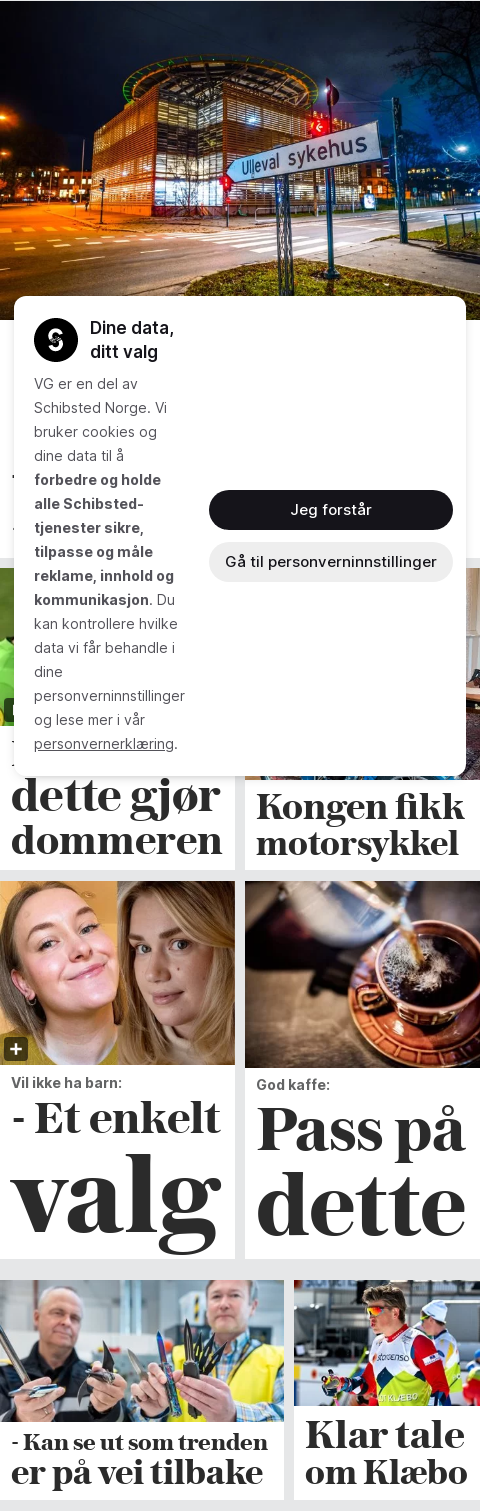 Ullevål sykehus
Dine data,
ditt valg
VG er en del av
Schibsted Norge. Vi
bruker cookies og
dine data til å
forbedre og holde
alle Schibsted-
tjenester sikre,
tilpasse og måle
reklame, innhold og
kommunikasjon. Du
kan kontrollere hvilke
data vi får behandle i
dine
personverninnstillinger
og lese mer i vår
personvernerklæring.
Jeg forstår
Gå til personverninnstillinger
dette gjør
dommeren
Kongen fikk
motorsykkel
Vil ikke ha barn:
- Et enkelt
valg
God kaffe:
Pass på
dette
- Kan se ut som trenden
er på vei tilbake
storaenso
KLÆBO
Klar tale
om Klæbo